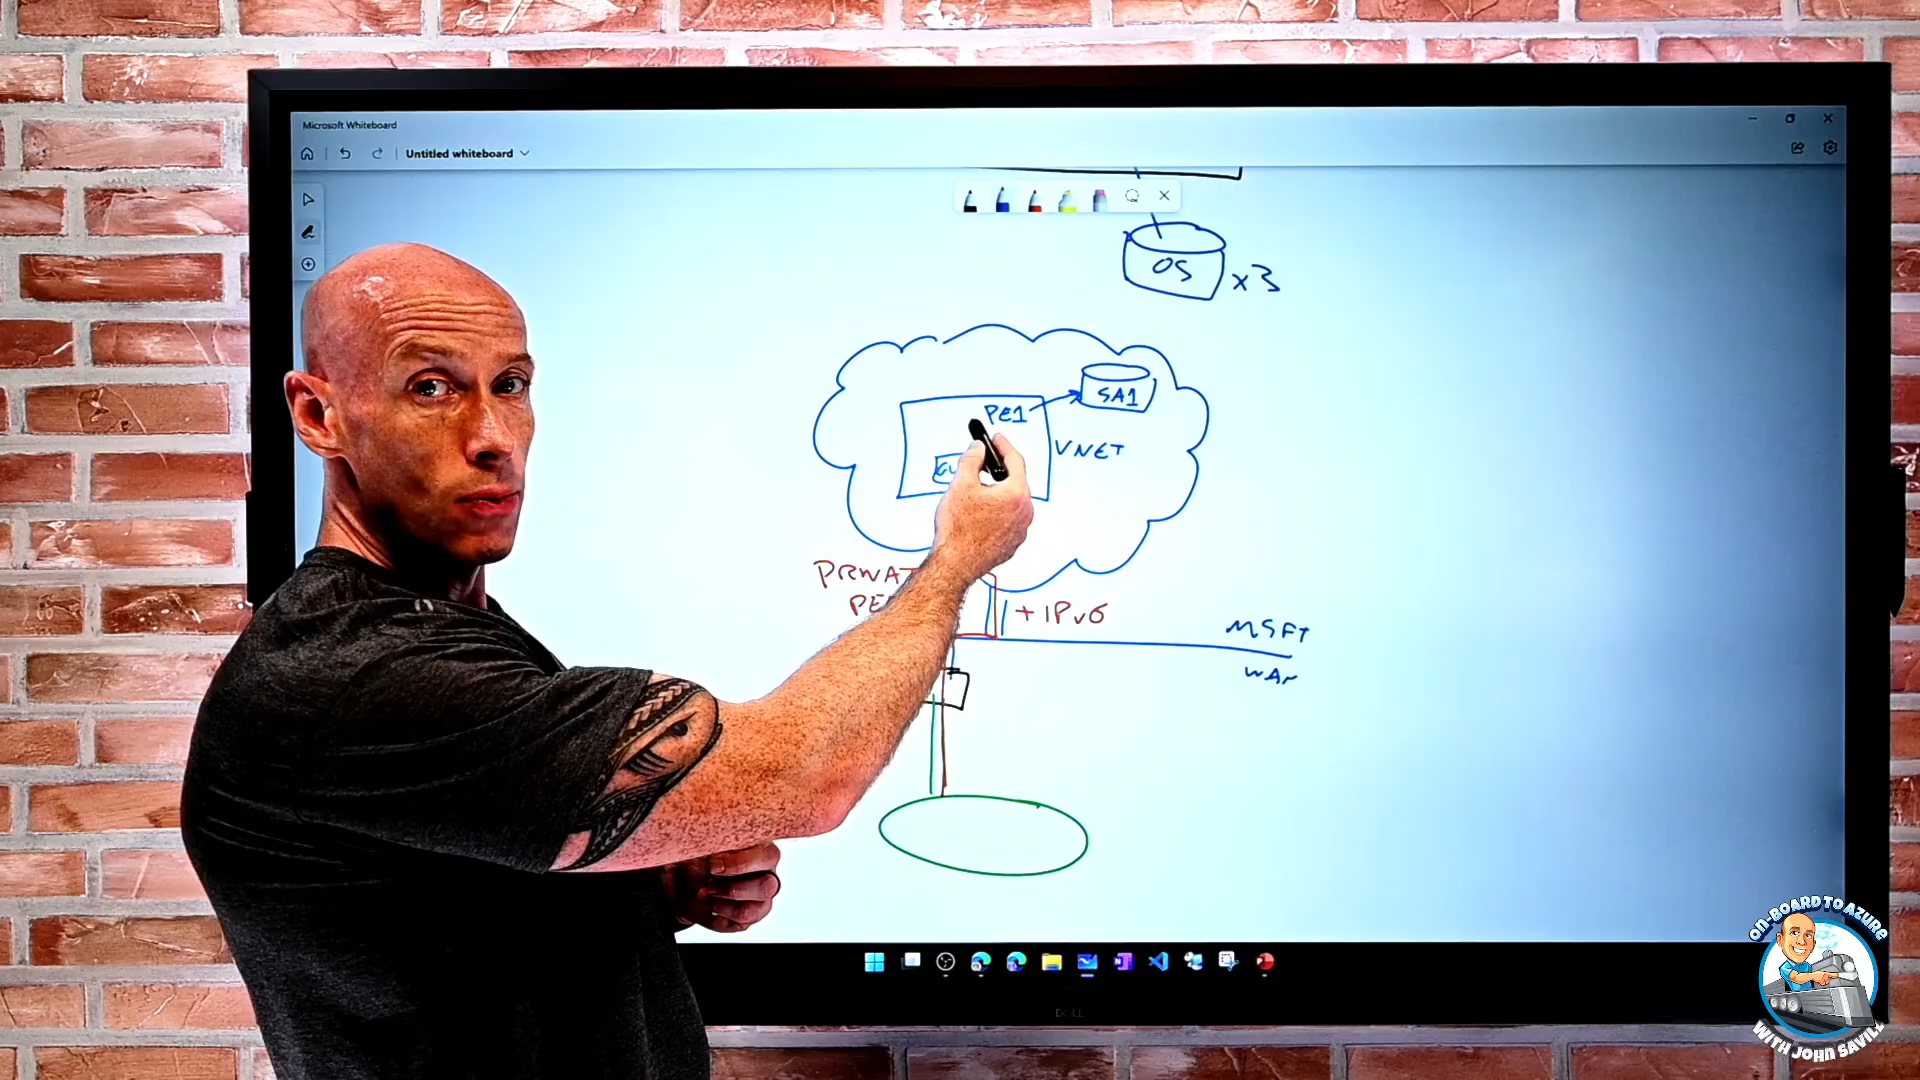 Microsoft Whiteboard
Untitled whiteboard
OS
x3
PE1
SA1
VNET
+ IPv6
MSFT
WAN
DELL
ON-BOARD TO AZURE
WITH JOHN SAVILL